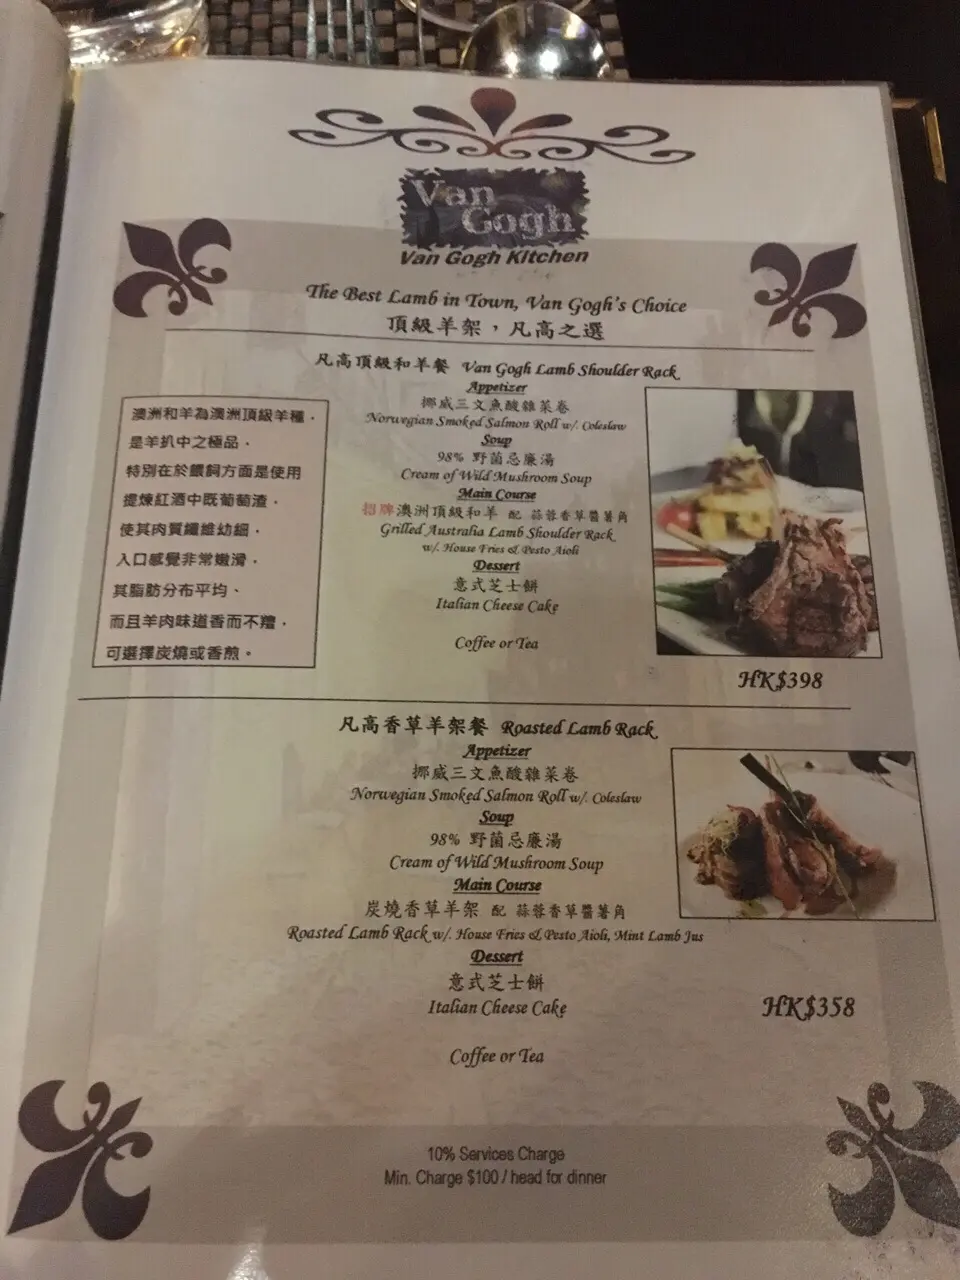 Van
Gogh
Van Gogh Kitchen
The Best Lamb in Town, Van Gogh's Choice
頂級羊架，凡高之選
凡高頂級和羊餐 Van Gogh Lamb Shoulder Rack
Appetizer
挪威三文魚酸雜菜卷
Norwegian Smoked Salmon Roll w/. Coleslaw
Soup
98% 野菌忌廉湯
Cream of Wild Mushroom Soup
Main Course
招牌澳洲頂級和羊 配 蒜蓉香草醬薯角
Grilled Australia Lamb Shoulder Rack
w/. House Fries & Pesto Aioli
Dessert
意式芝士餅
Italian Cheese Cake
Coffee or Tea
HK$398
澳洲和羊為澳洲頂級羊種，
是羊扒中之極品，
特別在於餵飼方面是使用
提煉紅酒中既葡萄渣，
使其肉質纖維幼細，
入口感覺非常嫩滑，
其脂肪分布平均、
而且羊肉味道香而不羶，
可選擇炭燒或香煎。
凡高香草羊架餐 Roasted Lamb Rack
Appetizer
挪威三文魚酸雜菜卷
Norwegian Smoked Salmon Roll w/. Coleslaw
Soup
98% 野菌忌廉湯
Cream of Wild Mushroom Soup
Main Course
炭燒香草羊架 配 蒜蓉香草醬薯角
Roasted Lamb Rack w/. House Fries & Pesto Aioli, Mint Lamb Jus
Dessert
意式芝士餅
Italian Cheese Cake
HK$358
Coffee or Tea
10% Services Charge
Min. Charge $100 / head for dinner